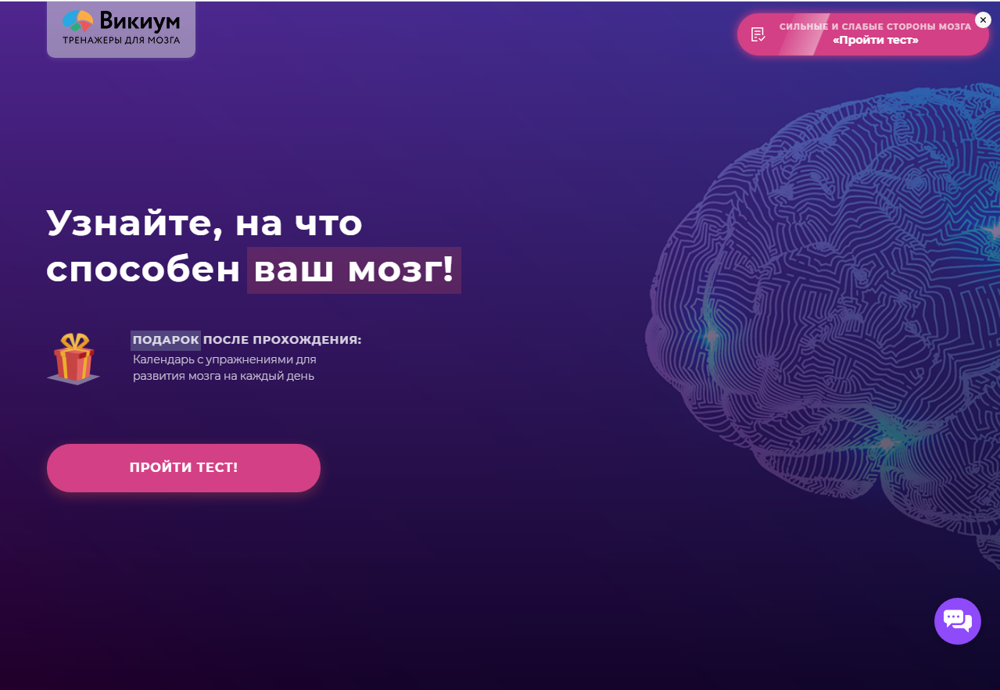 Викиум
ТРЕНАЖЕРЫ ДЛЯ МОЗГА
СИЛЬНЫЕ И СЛАБЫЕ СТОРОНЫ МОЗГА
«Пройти тест»
Узнайте, на что
способен ваш мозг!
ПОДАРОК ПОСЛЕ ПРОХОЖДЕНИЯ:
Календарь с упражнениями для
развития мозга на каждый день
ПРОЙТИ ТЕСТ!